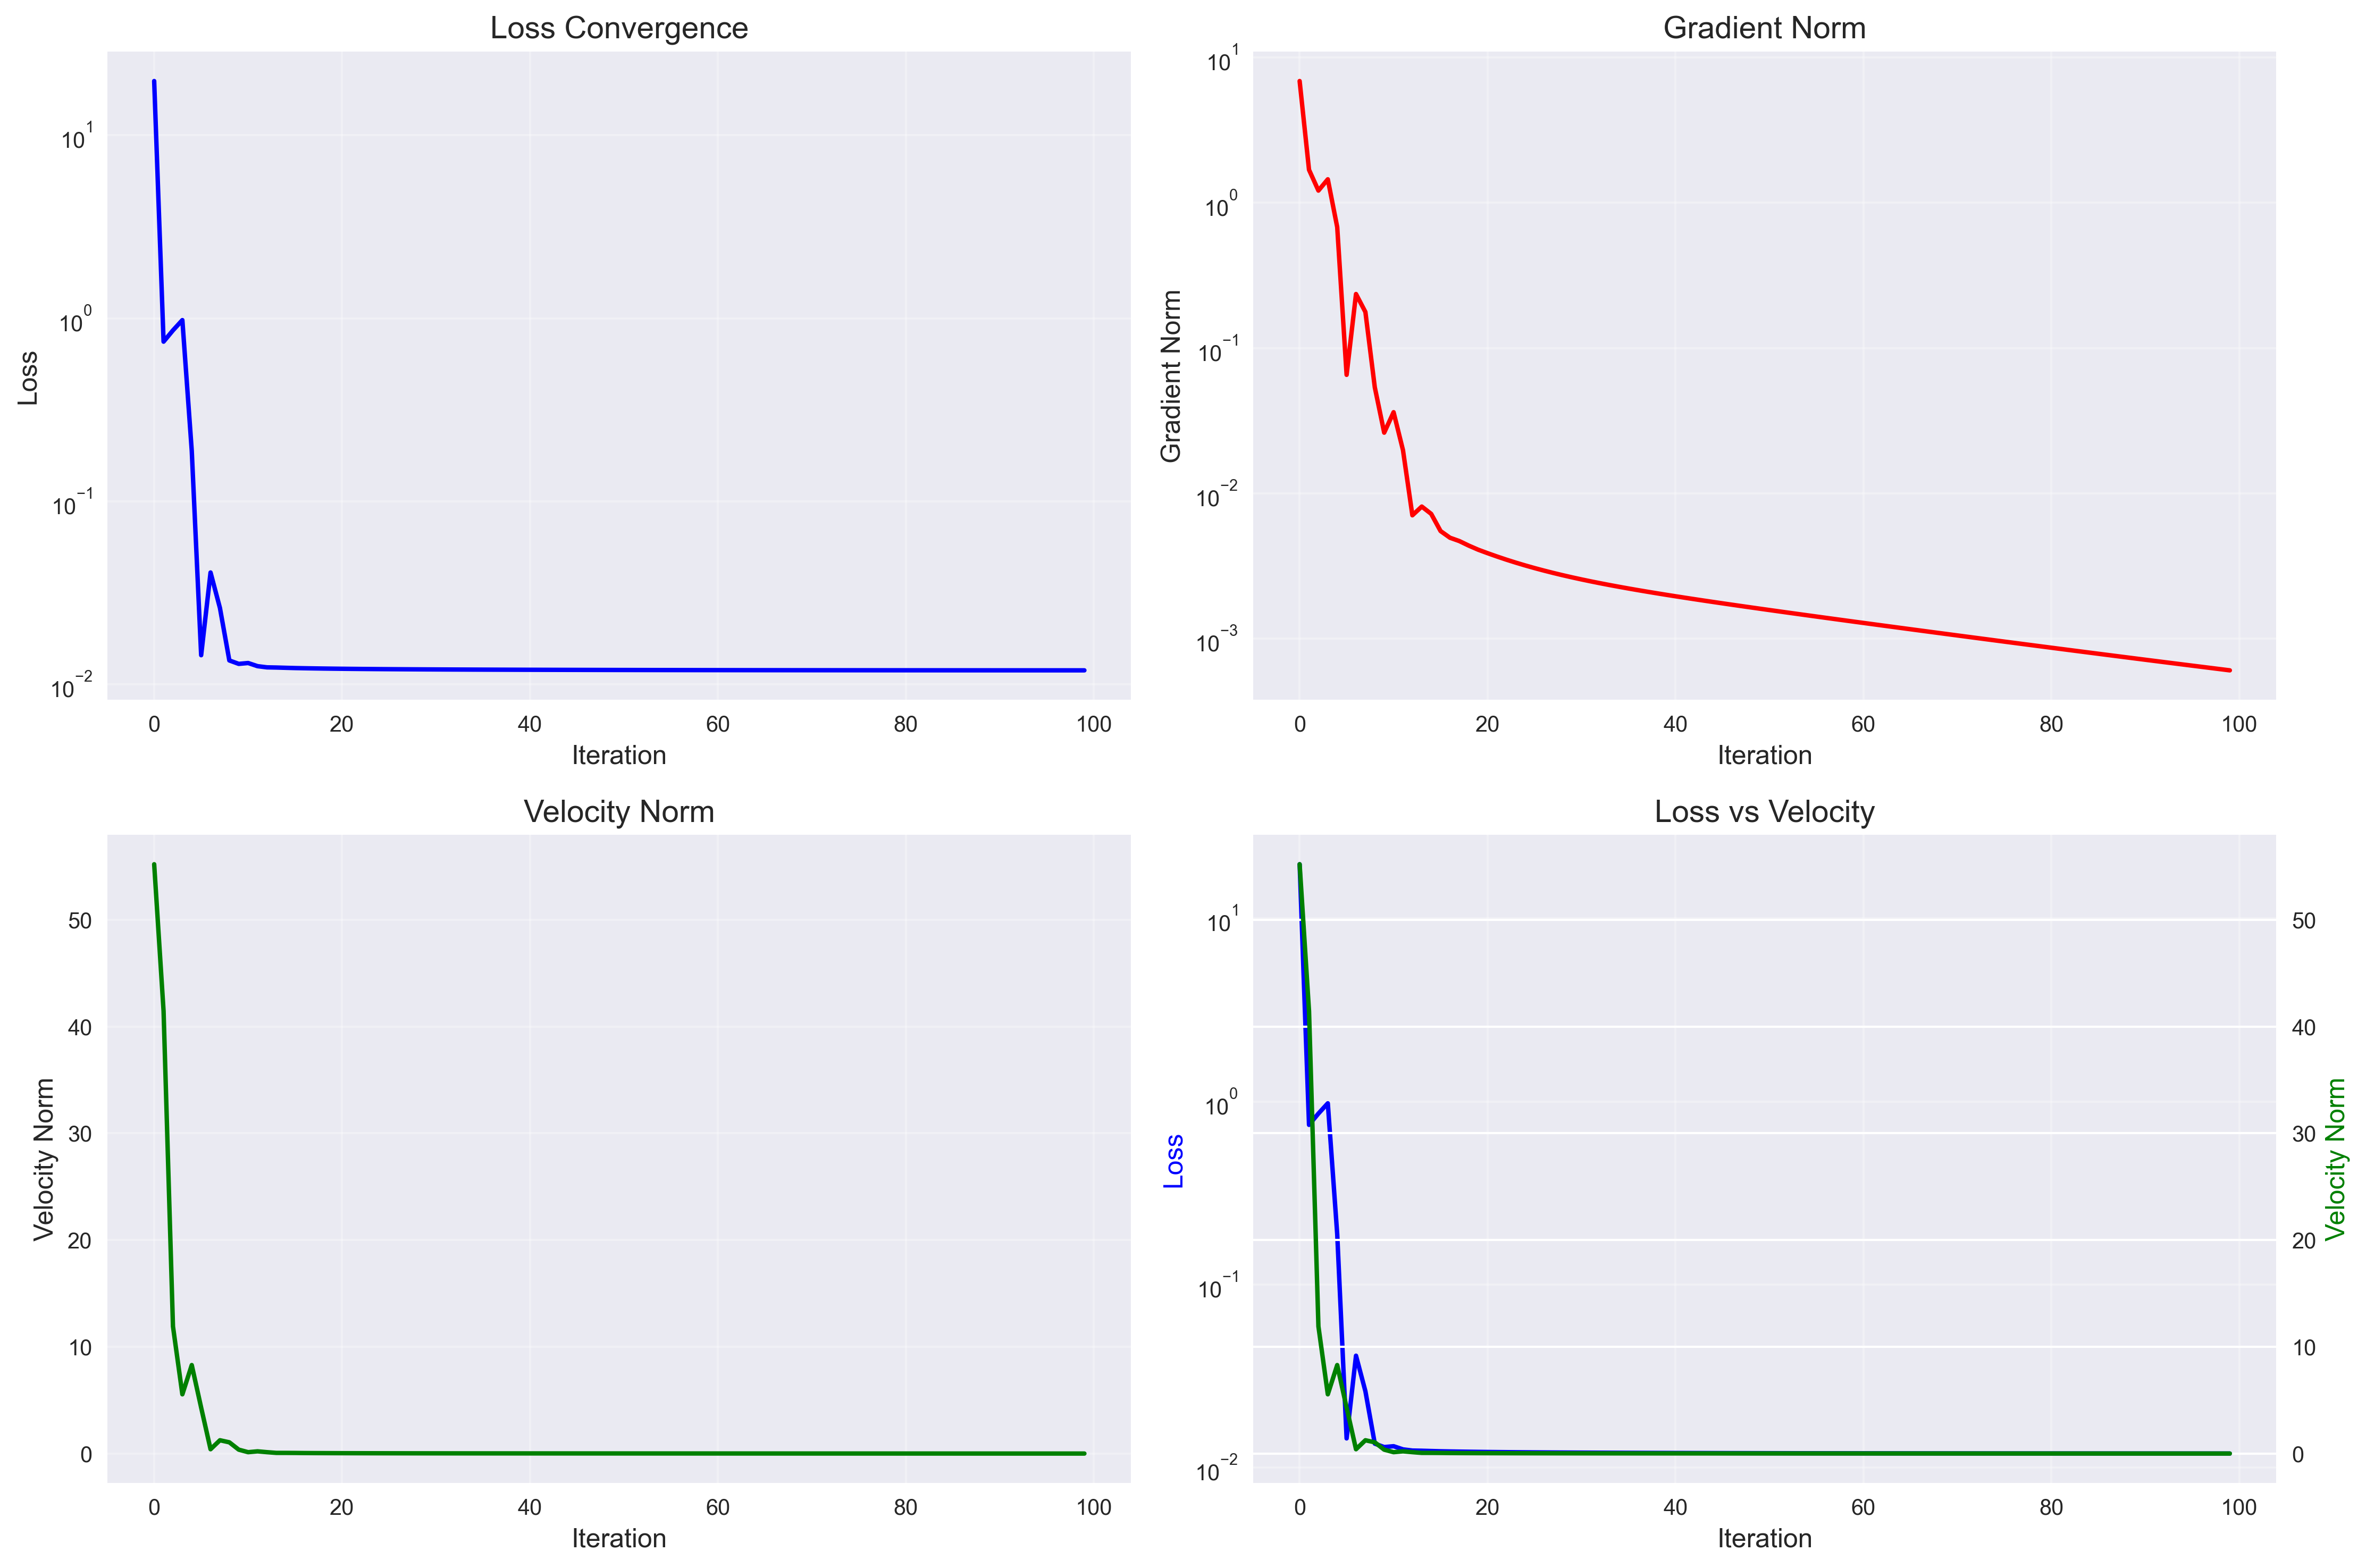 Loss Convergence
Loss
10^1
10^0
10^−1
10^−2
0 20 40 60 80 100
Iteration
Gradient Norm
Gradient Norm
10^1
10^0
10^−1
10^−2
10^−3
0 20 40 60 80 100
Iteration
Velocity Norm
Velocity Norm
50
40
30
20
10
0
0 20 40 60 80 100
Iteration
Loss vs Velocity
Loss
10^1
10^0
10^−1
10^−2
0 20 40 60 80 100
Iteration
50
40
30
20
10
0
Velocity Norm